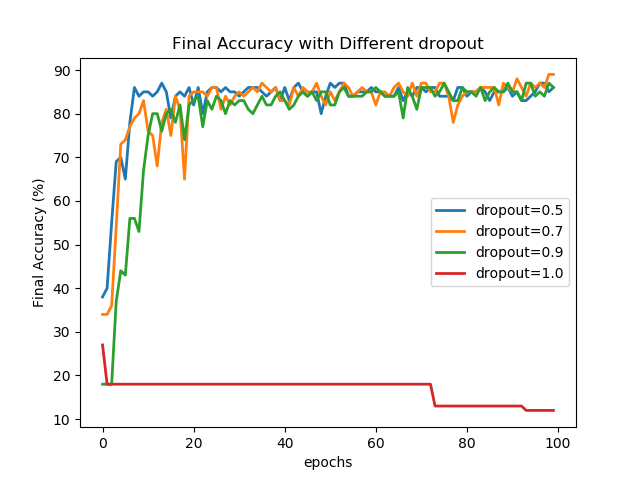 Final Accuracy with Different dropout
Final Accuracy (%)
90
80
70
60
50
40
30
20
10
dropout=0.5
dropout=0.7
dropout=0.9
dropout=1.0
0 20 40 60 80 100
epochs